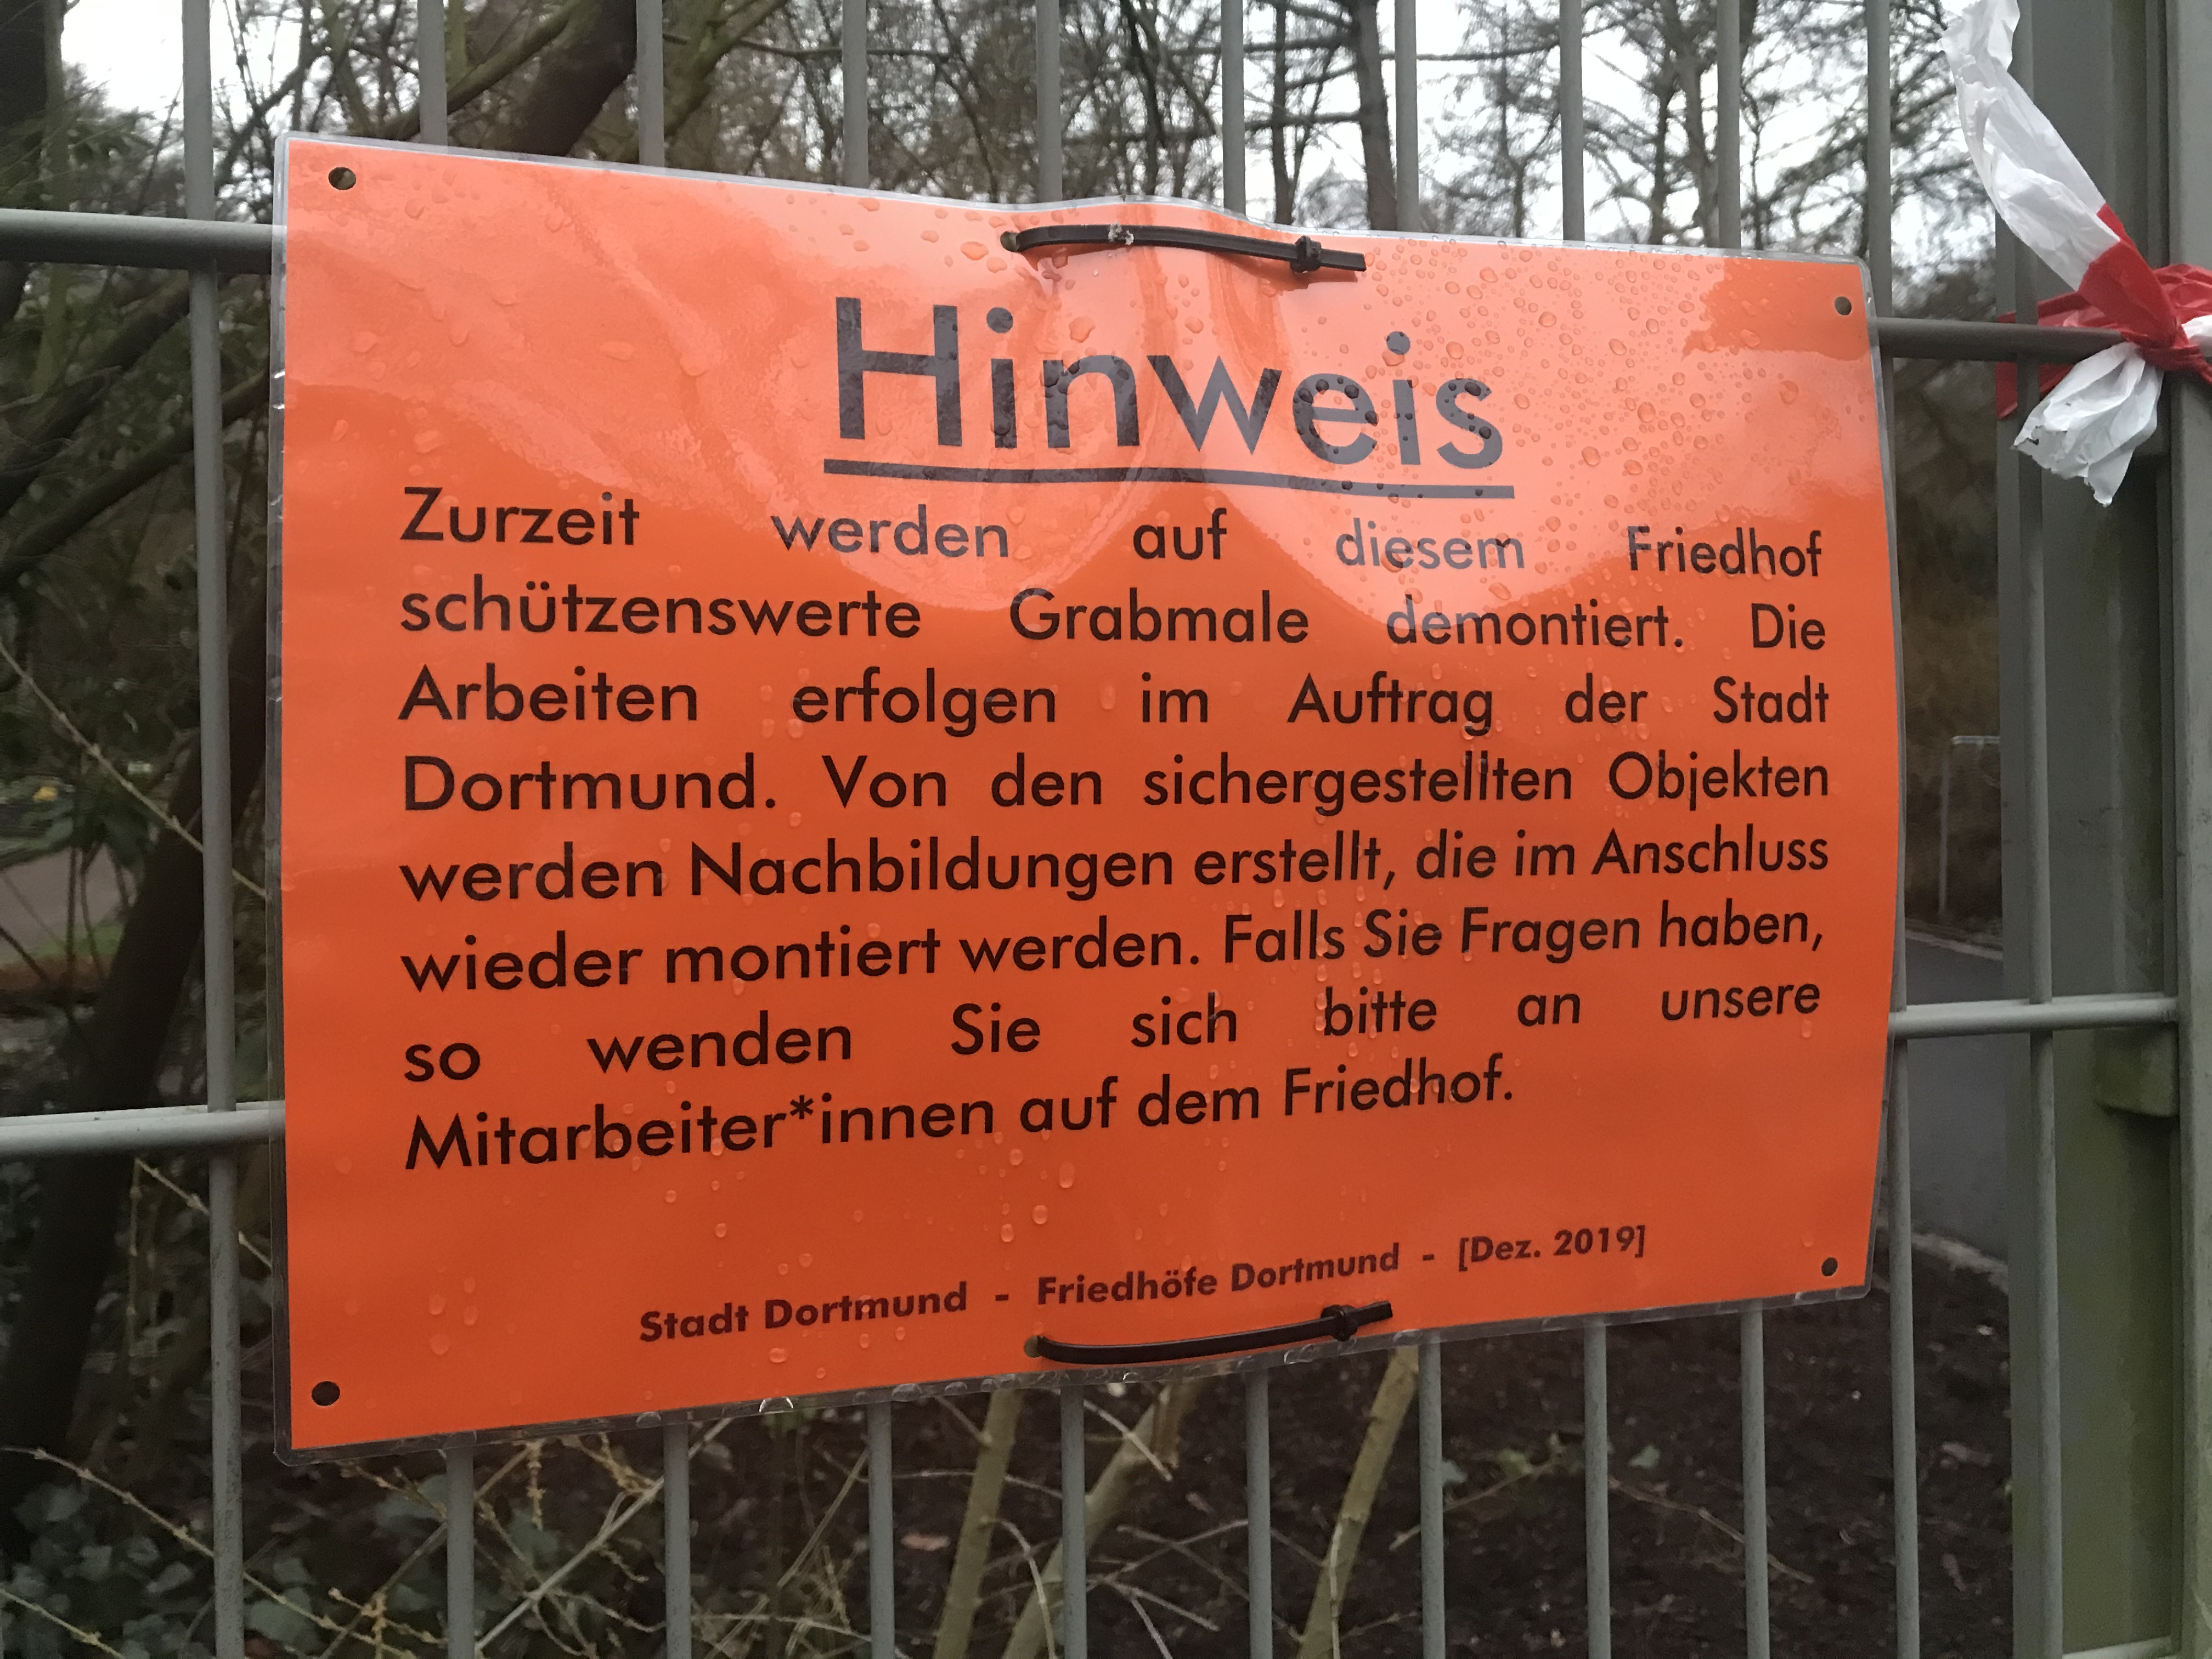 Hinweis
Zurzeit werden auf diesem Friedhof
schützenswerte Grabmale demontiert. Die
Arbeiten erfolgen im Auftrag der Stadt
Dortmund. Von den sichergestellten Objekten
werden Nachbildungen erstellt, die im Anschluss
wieder montiert werden. Falls Sie Fragen haben,
so wenden Sie sich bitte an unsere
Mitarbeiter*innen auf dem Friedhof.
Stadt Dortmund - Friedhöfe Dortmund - [Dez. 2019]